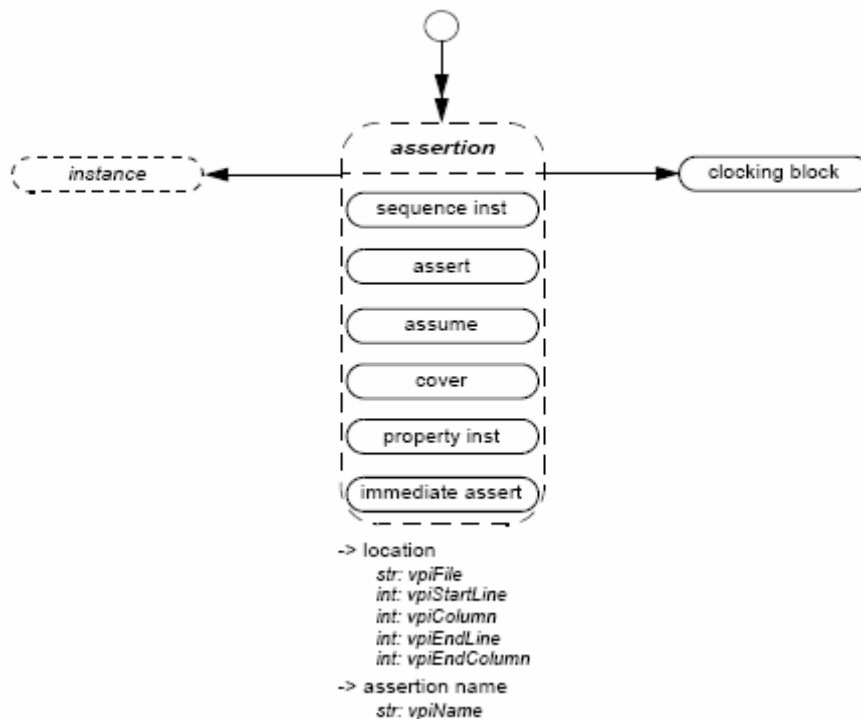 assertion
instance
clocking block
sequence inst
assert
assume
cover
property inst
immediate assert
-> location
str: vpiFile
int: vpiStartLine
int: vpiColumn
int: vpiEndLine
int: vpiEndColumn
-> assertion name
str: vpiName